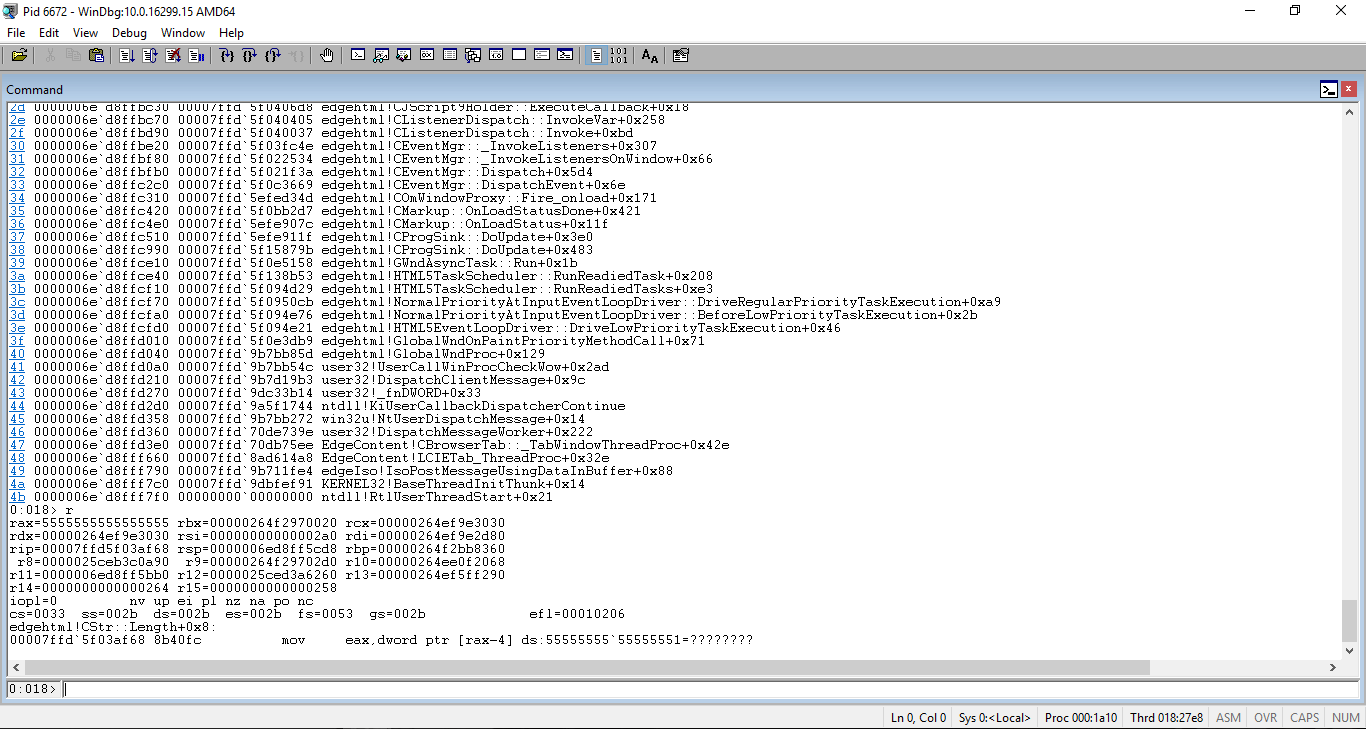 Pid 6672 - WinDbg:10.0.16299.15 AMD64
File Edit View Debug Window Help
Command
2d 0000006e`d8ffbc30 00007ffd`5f0406d8 edgehtml!CJScript9Holder::ExecuteCallback+0x18
2e 0000006e`d8ffbc70 00007ffd`5f040405 edgehtml!CListenerDispatch::InvokeVar+0x258
2f 0000006e`d8ffbd90 00007ffd`5f040037 edgehtml!CListenerDispatch::Invoke+0xbd
30 0000006e`d8ffbe20 00007ffd`5f03fc4e edgehtml!CEventMgr::_InvokeListeners+0x307
31 0000006e`d8ffbf80 00007ffd`5f022534 edgehtml!CEventMgr::_InvokeListenersOnWindow+0x66
32 0000006e`d8ffbfb0 00007ffd`5f021f3a edgehtml!CEventMgr::Dispatch+0x5d4
33 0000006e`d8ffc2c0 00007ffd`5f0c3669 edgehtml!CEventMgr::DispatchEvent+0x6e
34 0000006e`d8ffc310 00007ffd`5efed34d edgehtml!COmWindowProxy::Fire_onload+0x171
35 0000006e`d8ffc420 00007ffd`5f0bb2d7 edgehtml!CMarkup::OnLoadStatusDone+0x421
36 0000006e`d8ffc4e0 00007ffd`5efe907c edgehtml!CMarkup::OnLoadStatus+0x11f
37 0000006e`d8ffc510 00007ffd`5efe911f edgehtml!CProgSink::DoUpdate+0x3e0
38 0000006e`d8ffc990 00007ffd`5f15879b edgehtml!CProgSink::DoUpdate+0x483
39 0000006e`d8ffce10 00007ffd`5f0e5158 edgehtml!GWndAsyncTask::Run+0x1b
3a 0000006e`d8ffce40 00007ffd`5f138b53 edgehtml!HTML5TaskScheduler::RunReadiedTask+0x208
3b 0000006e`d8ffcf10 00007ffd`5f094d29 edgehtml!HTML5TaskScheduler::RunReadiedTasks+0xe3
3c 0000006e`d8ffcf70 00007ffd`5f0950cb edgehtml!NormalPriorityAtInputEventLoopDriver::DriveRegularPriorityTaskExecution+0xa9
3d 0000006e`d8ffcfa0 00007ffd`5f094e76 edgehtml!NormalPriorityAtInputEventLoopDriver::BeforeLowPriorityTaskExecution+0x2b
3e 0000006e`d8ffcfd0 00007ffd`5f094e21 edgehtml!HTML5EventLoopDriver::DriveLowPriorityTaskExecution+0x46
3f 0000006e`d8ffd010 00007ffd`5f0e3db9 edgehtml!GlobalWndOnPaintPriorityMethodCall+0x71
40 0000006e`d8ffd040 00007ffd`9b7bb85d edgehtml!GlobalWndProc+0x129
41 0000006e`d8ffd0a0 00007ffd`9b7bb54c user32!UserCallWinProcCheckWow+0x2ad
42 0000006e`d8ffd210 00007ffd`9b7d19b3 user32!DispatchClientMessage+0x9c
43 0000006e`d8ffd270 00007ffd`9dc33b14 user32!_fnDWORD+0x33
44 0000006e`d8ffd2d0 00007ffd`9a5f1744 ntdll!KiUserCallbackDispatcherContinue
45 0000006e`d8ffd358 00007ffd`9b7bb272 win32u!NtUserDispatchMessage+0x14
46 0000006e`d8ffd360 00007ffd`70de739e user32!DispatchMessageWorker+0x222
47 0000006e`d8ffd3e0 00007ffd`70db75ee EdgeContent!CBrowserTab::_TabWindowThreadProc+0x42e
48 0000006e`d8fff660 00007ffd`8ad614a8 EdgeContent!LCIETab_ThreadProc+0x32e
49 0000006e`d8fff790 00007ffd`9b711fe4 edgeIso!IsoPostMessageUsingDataInBuffer+0x88
4a 0000006e`d8fff7c0 00007ffd`9dbfef91 KERNEL32!BaseThreadInitThunk+0x14
4b 0000006e`d8fff7f0 00000000`00000000 ntdll!RtlUserThreadStart+0x21
0:018> r
rax=5555555555555555 rbx=00000264f2970020 rcx=00000264ef9e3030
rdx=00000264ef9e3030 rsi=00000000000002a0 rdi=00000264ef9e2d80
rip=00007ffd5f03af68 rsp=0000006ed8ff5cd8 rbp=00000264f2bb8360
r8=0000025ceb3c0a90 r9=00000264f29702d0 r10=00000264ee0f2068
r11=0000006ed8ff5bb0 r12=0000025ced3a6260 r13=00000264ef5ff290
r14=0000000000000264 r15=0000000000000258
iopl=0 nv up ei pl nz na po nc
cs=0033 ss=002b ds=002b es=002b fs=0053 gs=002b efl=00010206
edgehtml!CStr::Length+0x8:
00007ffd`5f03af68 8b40fc mov eax,dword ptr [rax-4] ds:55555555`55555551=????????
0:018>
Ln 0, Col 0 Sys 0:<Local> Proc 000:1a10 Thrd 018:27e8 ASM OVR CAPS NUM